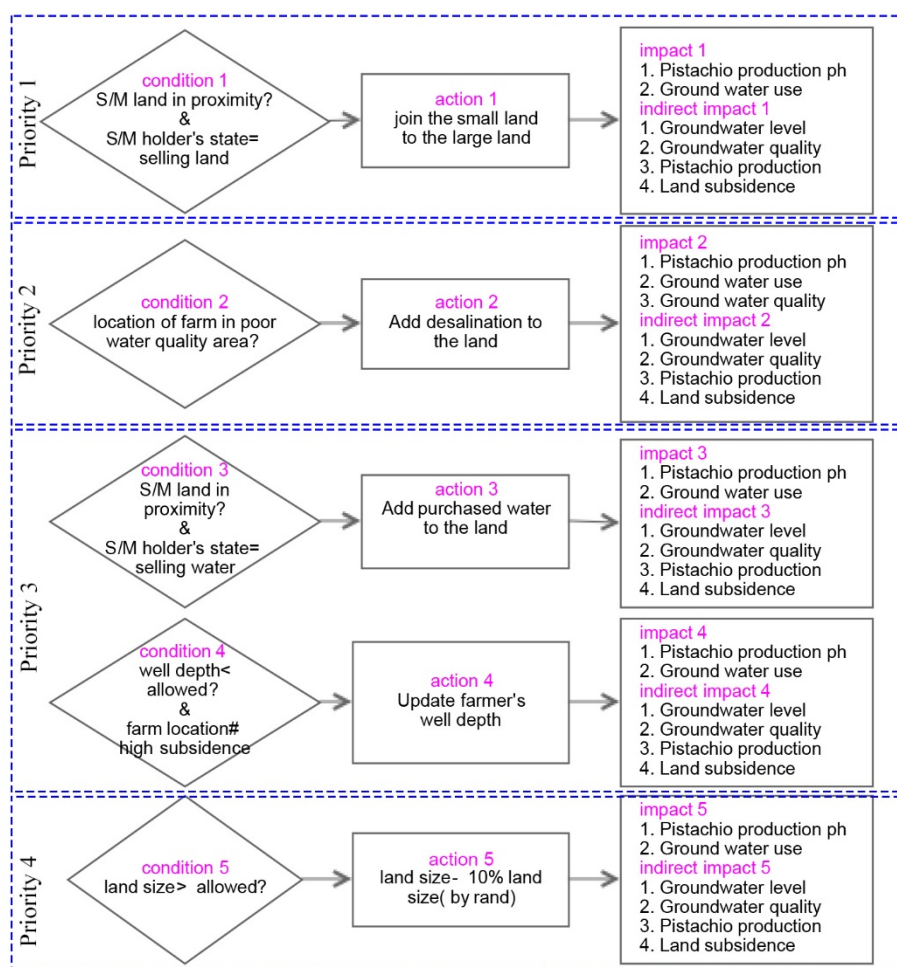 Priority 1
condition 1
S/M land in proximity?
&
S/M holder's state=
selling land
action 1
join the small land
to the large land
impact 1
1. Pistachio production ph
2. Ground water use
indirect impact 1
1. Groundwater level
2. Groundwater quality
3. Pistachio production
4. Land subsidence
Priority 2
condition 2
location of farm in poor
water quality area?
action 2
Add desalination to
the land
impact 2
1. Pistachio production ph
2. Ground water use
3. Ground water quality
indirect impact 2
1. Groundwater level
2. Groundwater quality
3. Pistachio production
4. Land subsidence
Priority 3
condition 3
S/M land in
proximity?
&
S/M holder's state=
selling water
action 3
Add purchased water
to the land
impact 3
1. Pistachio production ph
2. Ground water use
indirect impact 3
1. Groundwater level
2. Groundwater quality
3. Pistachio production
4. Land subsidence
condition 4
well depth<
allowed?
&
farm location#
high subsidence
action 4
Update farmer's
well depth
impact 4
1. Pistachio production ph
2. Ground water use
indirect impact 4
1. Groundwater level
2. Groundwater quality
3. Pistachio production
4. Land subsidence
Priority 4
condition 5
land size> allowed?
action 5
land size- 10% land
size( by rand)
impact 5
1. Pistachio production ph
2. Ground water use
indirect impact 5
1. Groundwater level
2. Groundwater quality
3. Pistachio production
4. Land subsidence